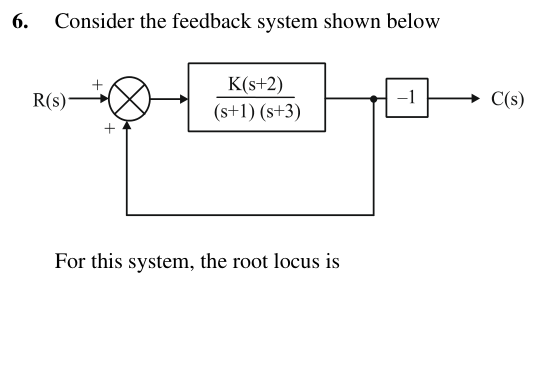 6. Consider the feedback system shown below
K(s+2)
+
R(s)
(s+1) (s+3)
–1
C(s)
+
For this system, the root locus is